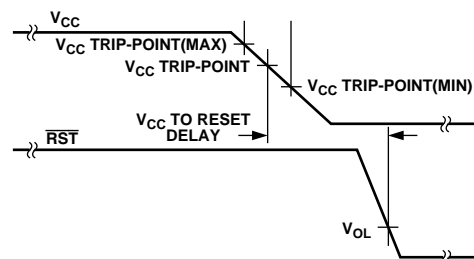 VCC
VCC TRIP-POINT(MAX)
VCC TRIP-POINT
VCC TRIP-POINT(MIN)
VCC TO RESET
DELAY
RST
VOL